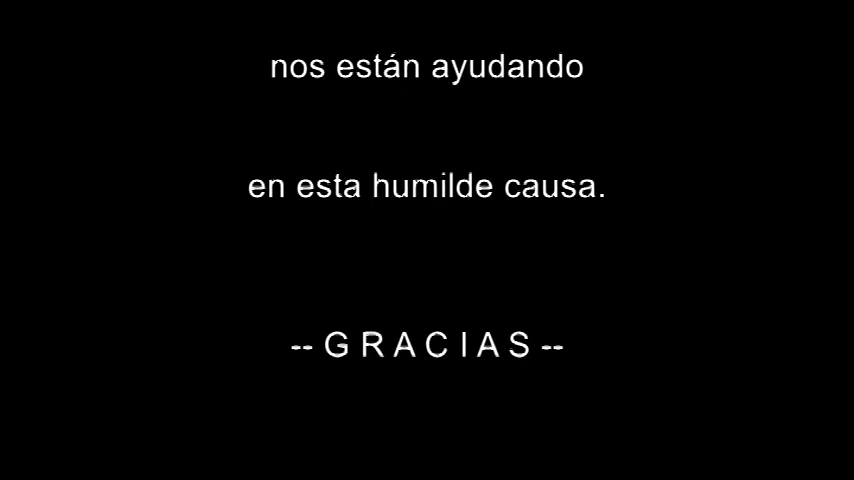 nos están ayudando
en esta humilde causa.
-- G R A C I A S --